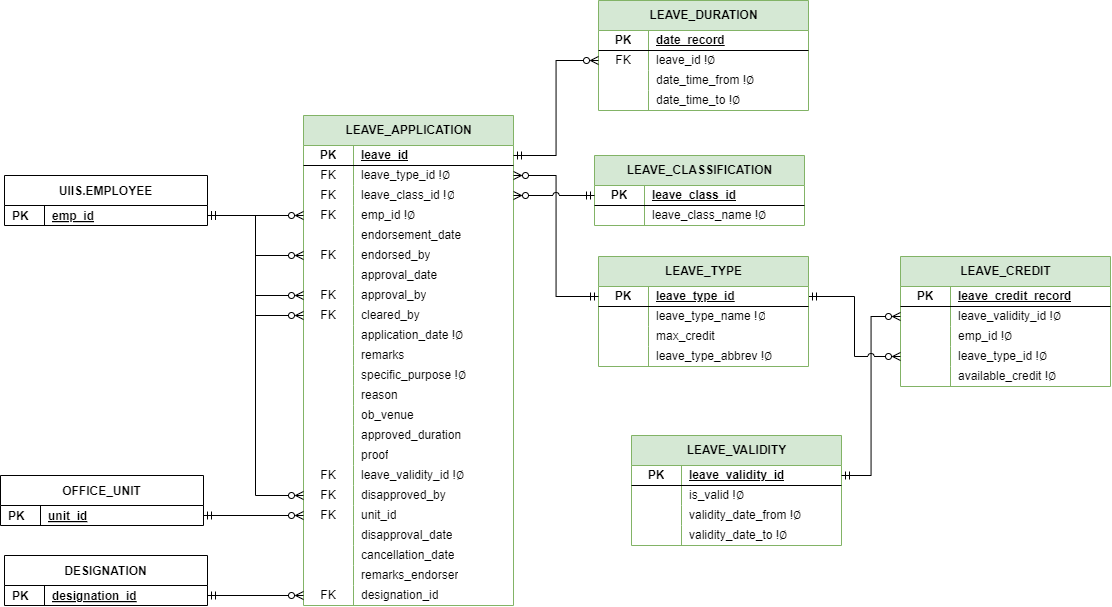 LEAVE_DURATION
PK date_record
FK leave_id !∅
date_time_from !∅
date_time_to !∅
LEAVE_APPLICATION
PK leave_id
FK leave_type_id !∅
FK leave_class_id !∅
FK emp_id !∅
endorsement_date
FK endorsed_by
approval_date
FK approval_by
FK cleared_by
application_date !∅
remarks
specific_purpose !∅
reason
ob_venue
approved_duration
proof
FK leave_validity_id !∅
FK disapproved_by
FK unit_id
disapproval_date
cancellation_date
remarks_endorser
FK designation_id
LEAVE_CLASSIFICATION
PK leave_class_id
leave_class_name !∅
UIIS.EMPLOYEE
PK emp_id
LEAVE_TYPE
PK leave_type_id
leave_type_name !∅
max_credit
leave_type_abbrev !∅
LEAVE_CREDIT
PK leave_credit_record
leave_validity_id !∅
emp_id !∅
leave_type_id !∅
available_credit !∅
LEAVE_VALIDITY
PK leave_validity_id
is_valid !∅
validity_date_from !∅
validity_date_to !∅
OFFICE_UNIT
PK unit_id
DESIGNATION
PK designation_id